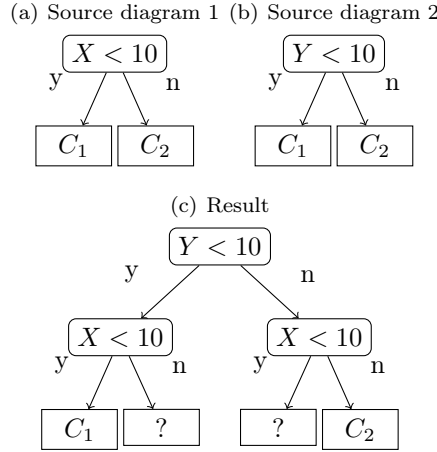 (a) Source diagram 1 (b) Source diagram 2
X < 10 Y < 10
y n y n
C₁ C₂ C₁ C₂
(c) Result
Y < 10
y n
X < 10 X < 10
y n y n
C₁ ? ? C₂